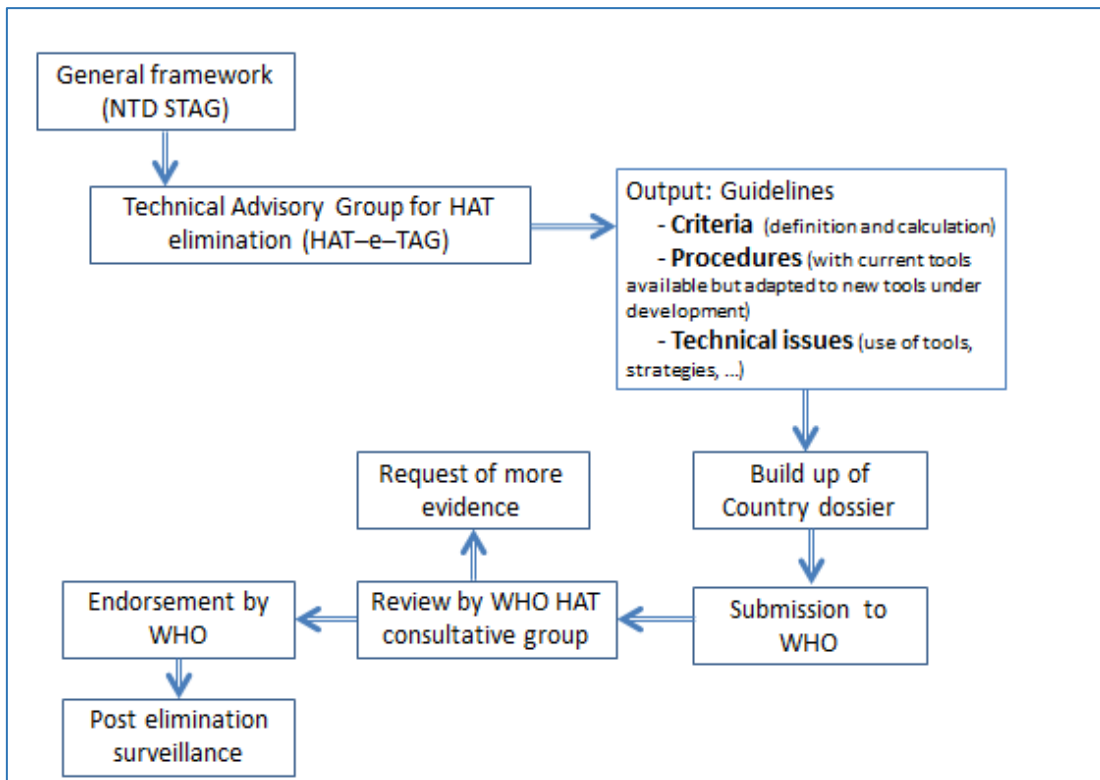 General framework
(NTD STAG)
Technical Advisory Group for HAT
elimination (HAT–e–TAG)
Output: Guidelines
- Criteria (definition and calculation)
- Procedures (with current tools
available but adapted to new tools under
development)
- Technical issues (use of tools,
strategies, ...)
Build up of
Country dossier
Submission to
WHO
Request of more
evidence
Review by WHO HAT
consultative group
Endorsement by
WHO
Post elimination
surveillance